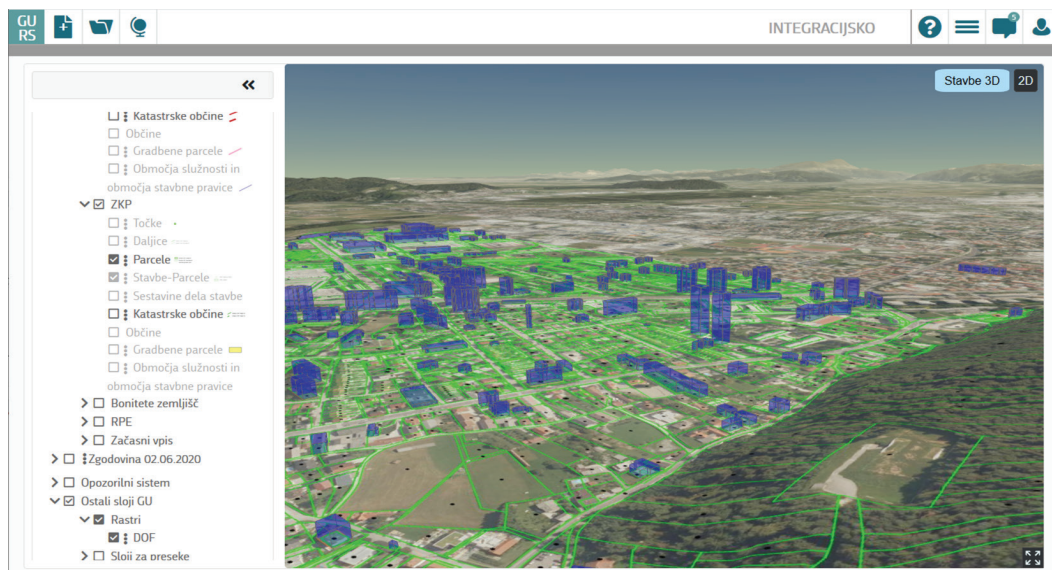 GU
RS
INTEGRACIJSKO
?
5
«
Stavbe 3D
2D
Katastrske občine
Občine
Gradbene parcele
Območja služnosti in
območja stavbne pravice
ZKP
Točke
Daljice
Parcele
Stavbe-Parcele
Sestavine dela stavbe
Katastrske občine
Občine
Gradbene parcele
Območja služnosti in
območja stavbne pravice
Bonitete zemljišč
RPE
Začasni vpis
Zgodovina 02.06.2020
Opozorilni sistem
Ostali sloji GU
Rastri
DOF
Sloji za preseke